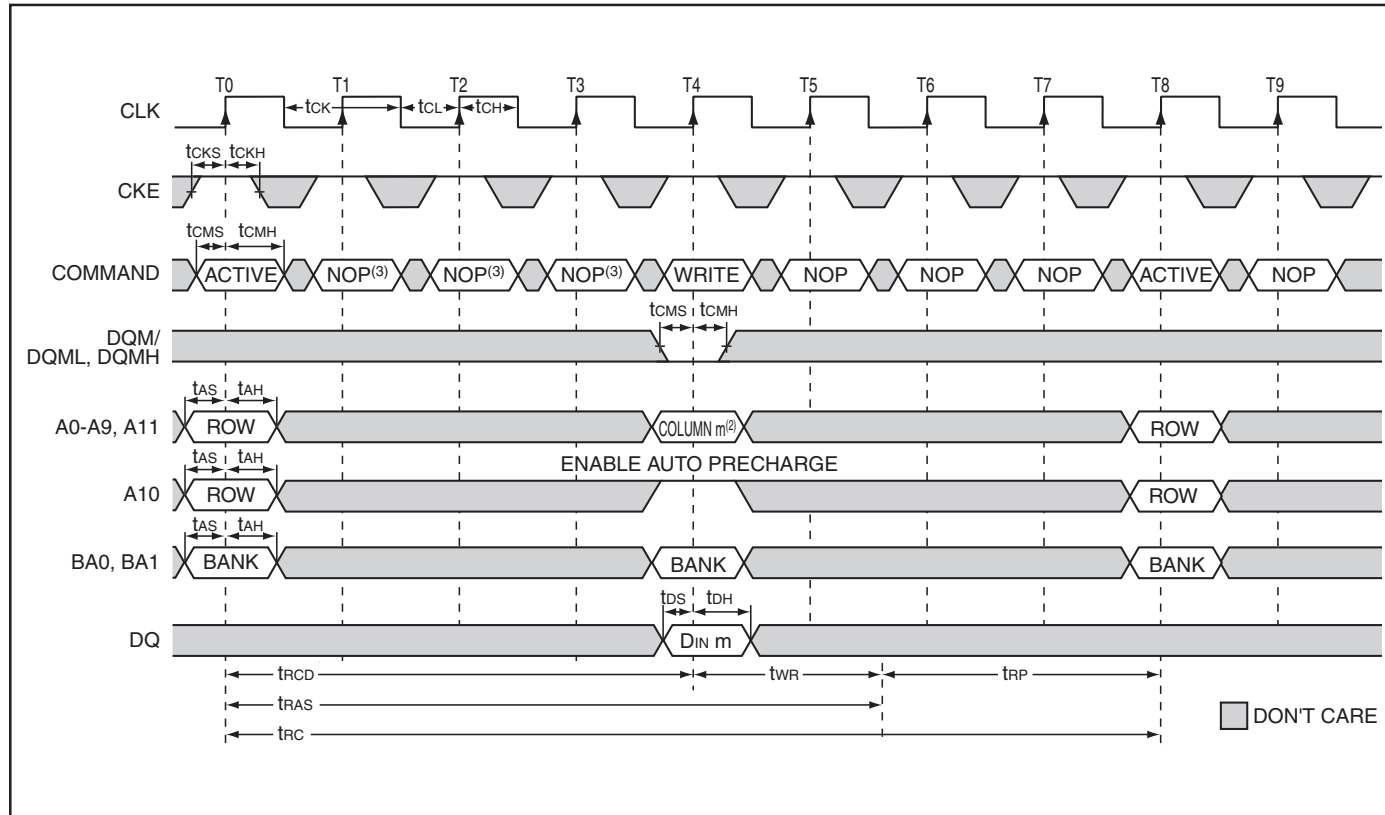 T0 T1 T2 T3 T4 T5 T6 T7 T8 T9
CLK tCK tCL tCH
tCKS tCKH
CKE
tCMS tCMH
COMMAND ACTIVE NOP(3) NOP(3) NOP(3) WRITE NOP NOP NOP ACTIVE NOP
tCMS tCMH
DQM/
DQML, DQMH
tAS tAH
A0-A9, A11 ROW COLUMN m(2) ROW
tAS tAH ENABLE AUTO PRECHARGE
A10 ROW ROW
tAS tAH
BA0, BA1 BANK BANK BANK
tDS tDH
DQ DIN m
tRCD tWR tRP
tRAS
DON'T CARE
tRC